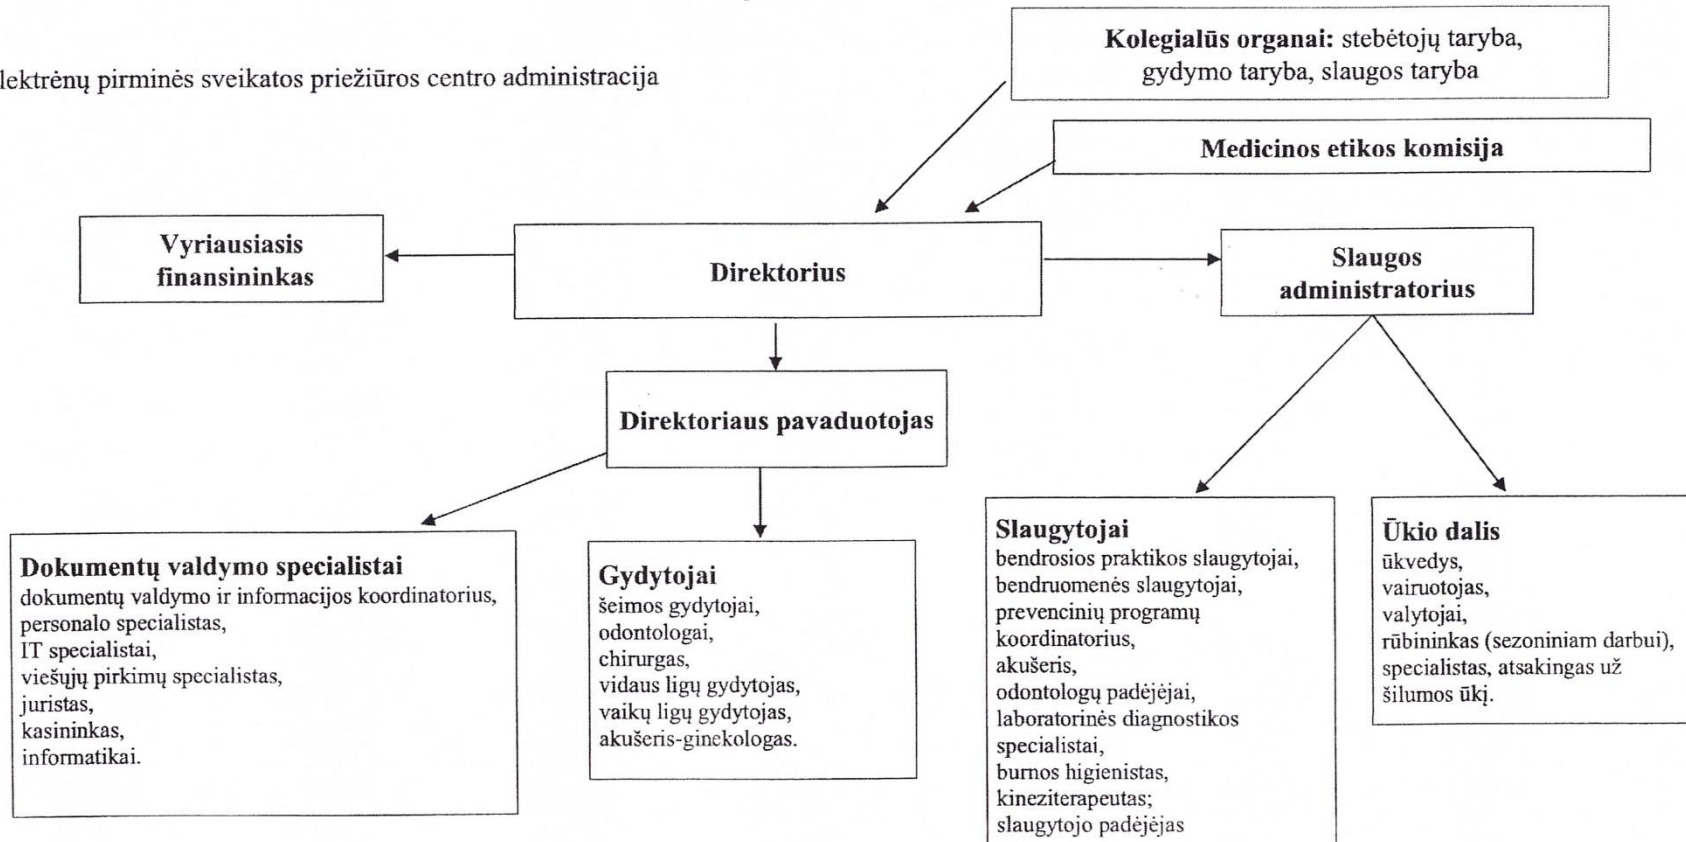 Kolegialūs organai: stebėtojų taryba,
gydymo taryba, slaugos taryba
lektrėnų pirminės sveikatos priežiūros centro administracija
Medicinos etikos komisija
Vyriausiasis
finansininkas
Direktorius
Slaugos
administratorius
Direktoriaus pavaduotojas
Dokumentų valdymo specialistai
dokumentų valdymo ir informacijos koordinatorius,
personalo specialistas,
IT specialistai,
viešųjų pirkimų specialistas,
juristas,
kasininkas,
informatikai.
Gydytojai
šeimos gydytojai,
odontologai,
chirurgas,
vidaus ligų gydytojas,
vaikų ligų gydytojas,
akušeris-ginekologas.
Slaugytojai
bendrosios praktikos slaugytojai,
bendruomenės slaugytojai,
prevencinių programų
koordinatorius,
akušeris,
odontologų padėjėjai,
laboratorinės diagnostikos
specialistai,
burnos higienistas,
kineziterapeutas;
slaugytojo padėjėjas
Ūkio dalis
ūkvedys,
vairuotojas,
valytojai,
rūbininkas (sezoniniam darbui),
specialistas, atsakingas už
šilumos ūkį.